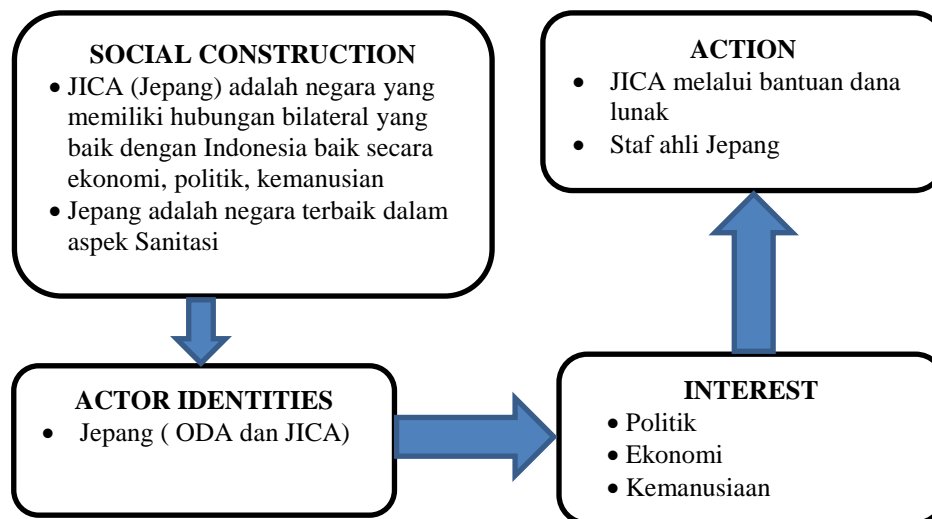 SOCIAL CONSTRUCTION
• JICA (Jepang) adalah negara yang
memiliki hubungan bilateral yang
baik dengan Indonesia baik secara
ekonomi, politik, kemanusian
• Jepang adalah negara terbaik dalam
aspek Sanitasi
ACTOR IDENTITIES
• Jepang ( ODA dan JICA)
INTEREST
• Politik
• Ekonomi
• Kemanusiaan
ACTION
• JICA melalui bantuan dana
lunak
• Staf ahli Jepang